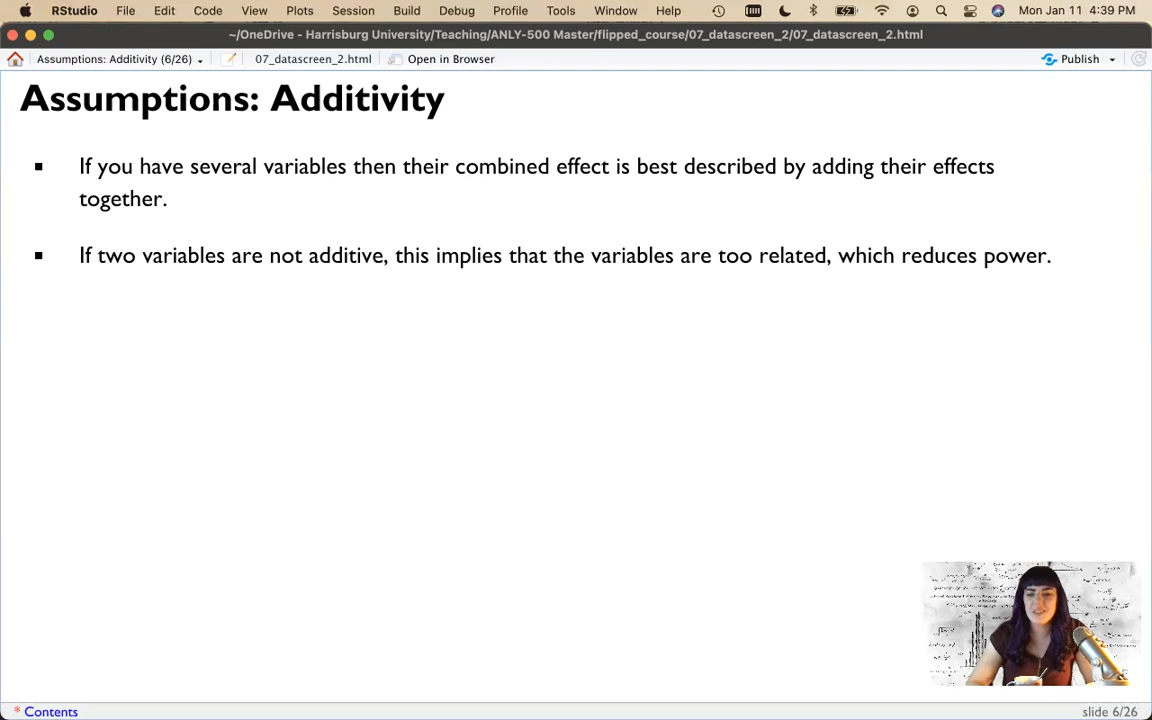 RStudio File Edit Code View Plots Session Build Debug Profile Tools Window Help Mon Jan 11 4:39 PM
~/OneDrive - Harrisburg University/Teaching/ANLY-500 Master/flipped_course/07_datascreen_2/07_datascreen_2.html
Assumptions: Additivity (6/26) 07_datascreen_2.html Open in Browser Publish
Assumptions: Additivity
▪ If you have several variables then their combined effect is best described by adding their effects
together.
▪ If two variables are not additive, this implies that the variables are too related, which reduces power.
* Contents slide 6/26